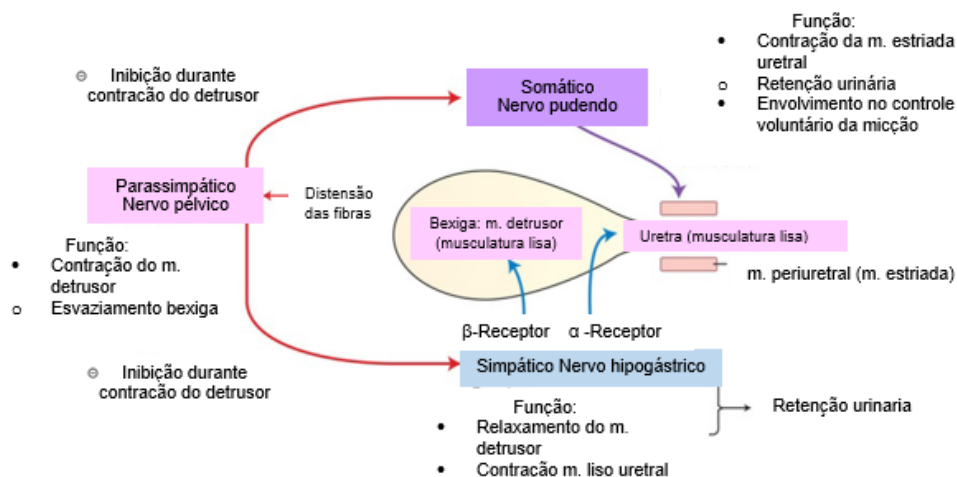 Função:
• Contração da m. estriada
uretral
o Retenção urinária
• Envolvimento no controle
voluntário da micção
⊖ Inibição durante
contracão do detrusor
Somático
Nervo pudendo
Parassimpático
Nervo pélvico
Distensão
das fibras
Bexiga: m. detrusor
(musculatura lisa)
Uretra (musculatura lisa)
m. periuretral (m. estriada)
Função:
• Contração do m.
detrusor
o Esvaziamento bexiga
β-Receptor
α -Receptor
⊖ Inibição durante
contracão do detrusor
Simpático Nervo hipogástrico
Função:
• Relaxamento do m.
detrusor
• Contração m. liso uretral
Retenção urinaria